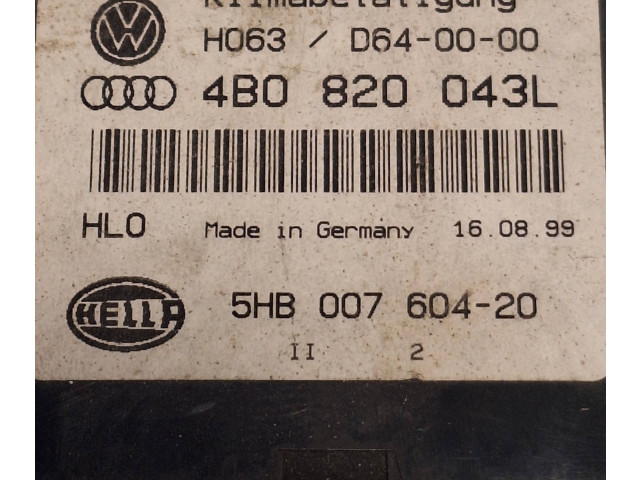 Klimabetätigung
H063 / D64-00-00
4B0 820 043L
HLO Made in Germany 16.08.99
HELLA 5HB 007 604-20
II 2